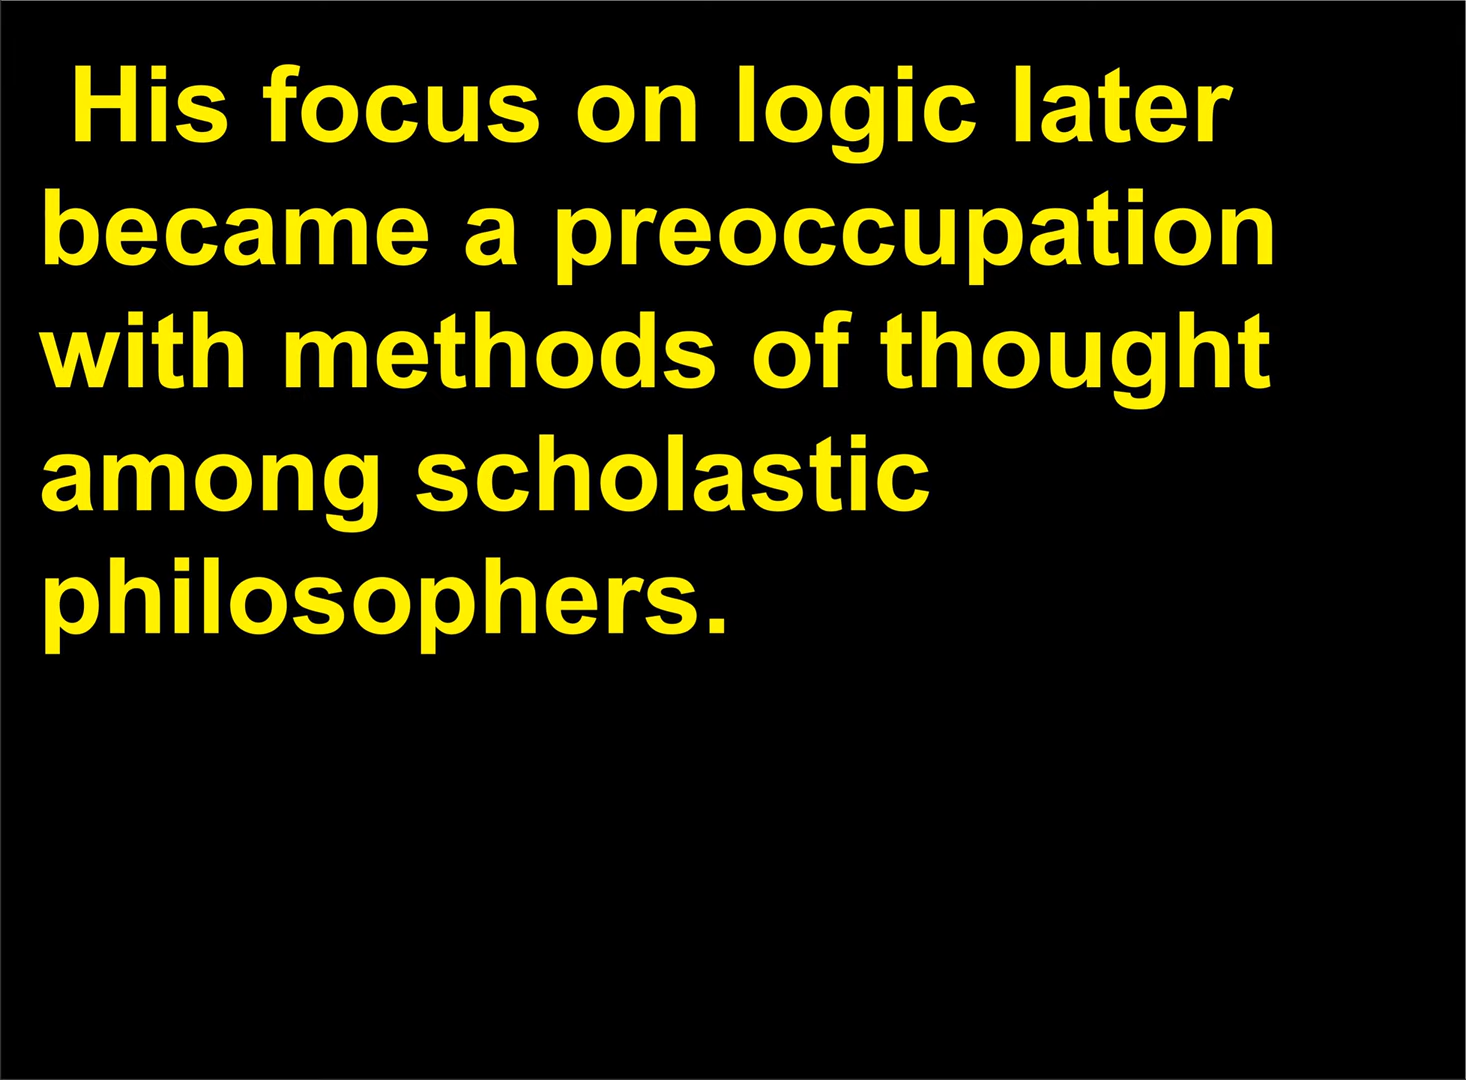 His focus on logic later
became a preoccupation
with methods of thought
among scholastic
philosophers.